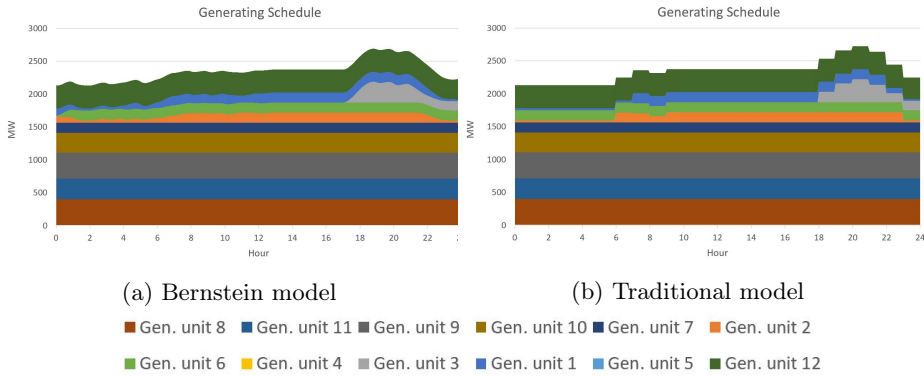 Generating Schedule
3000
2500
2000
1500
1000
500
0
MW
0 2 4 6 8 10 12 14 16 18 20 22 2
Hour
(a) Bernstein model
Generating Schedule
3000
2500
2000
1500
1000
500
0
MW
0 2 4 6 8 10 12 14 16 18 20 22 24
Hour
(b) Traditional model
Gen. unit 8 Gen. unit 11 Gen. unit 9 Gen. unit 10 Gen. unit 7 Gen. unit 2
Gen. unit 6 Gen. unit 4 Gen. unit 3 Gen. unit 1 Gen. unit 5 Gen. unit 12